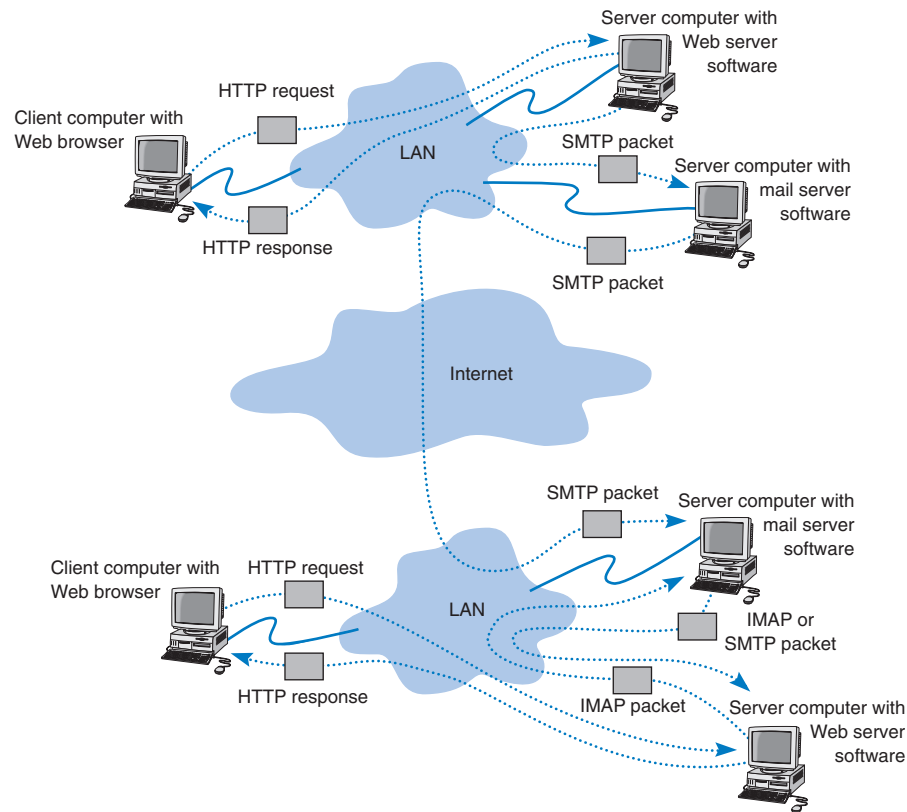 Server computer with
Web server
software
HTTP request
Client computer with
Web browser
LAN
SMTP packet
Server computer with
mail server
software
HTTP response
SMTP packet
Internet
SMTP packet
Server computer with
mail server
software
Client computer with
Web browser
HTTP request
LAN
IMAP or
SMTP packet
HTTP response
IMAP packet
Server computer with
Web server
software